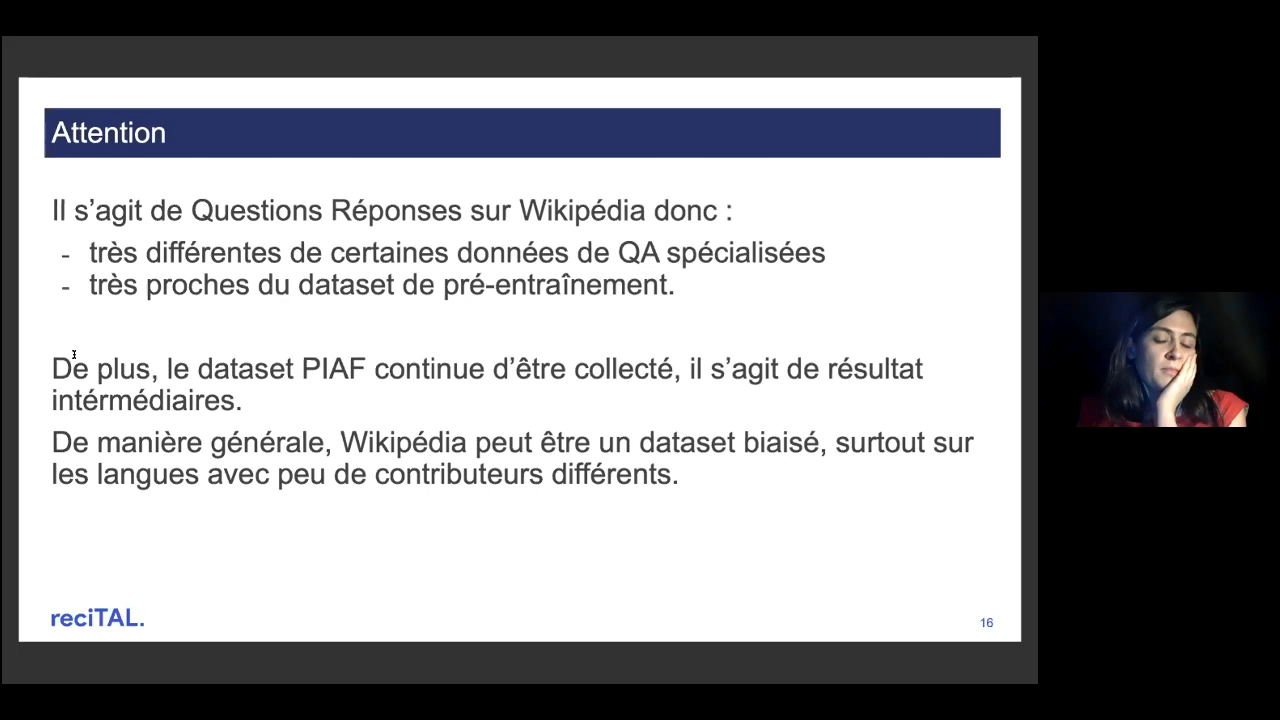 Attention
Il s’agit de Questions Réponses sur Wikipédia donc :
- très différentes de certaines données de QA spécialisées
- très proches du dataset de pré-entraînement.
De plus, le dataset PIAF continue d’être collecté, il s’agit de résultat
intérmédiaires.
De manière générale, Wikipédia peut être un dataset biaisé, surtout sur
les langues avec peu de contributeurs différents.
reciTAL.
16